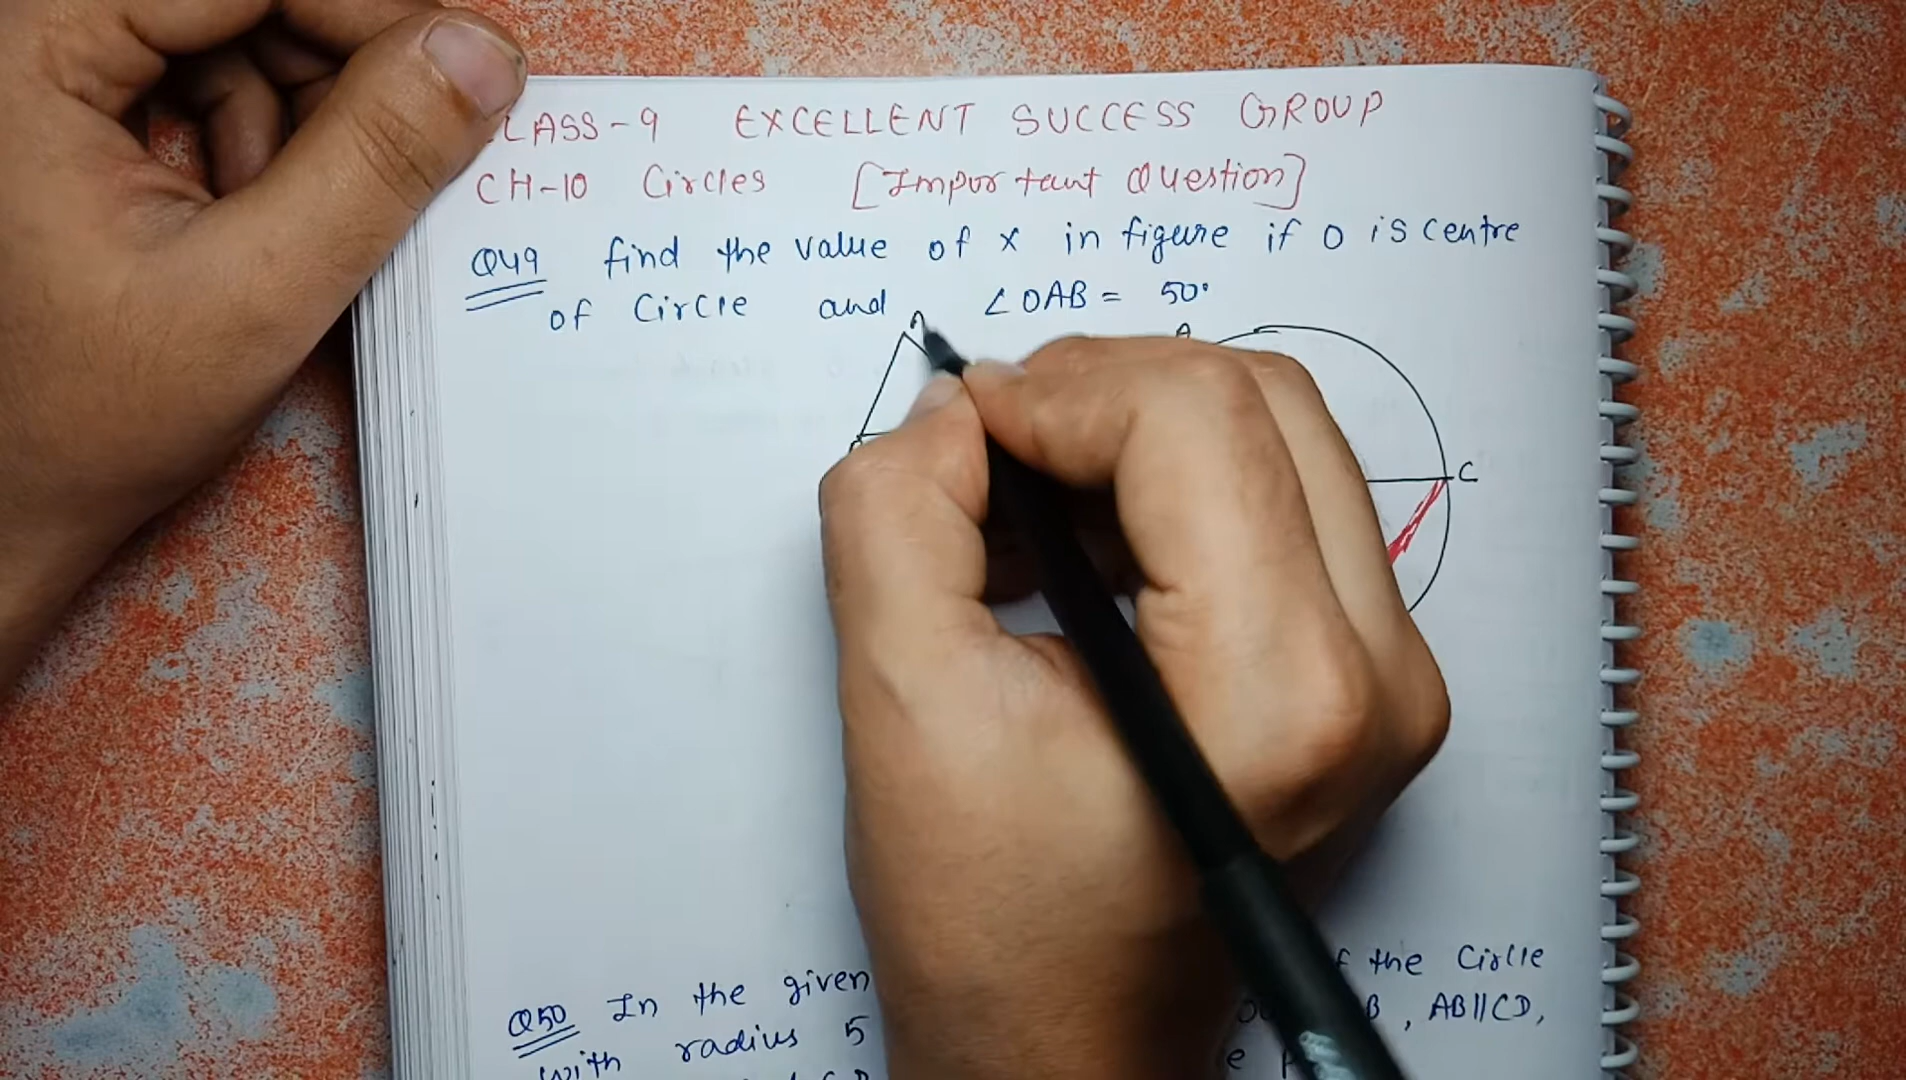 LASS-9 EXCELLENT SUCCESS GROUP
CH-10 Circles [Important Question]
Q49 find the value of x in figure if O is centre
of Circle and ∠OAB = 50°
A
C
Q50 In the given the Circle
with radius 5 B, AB||CD,